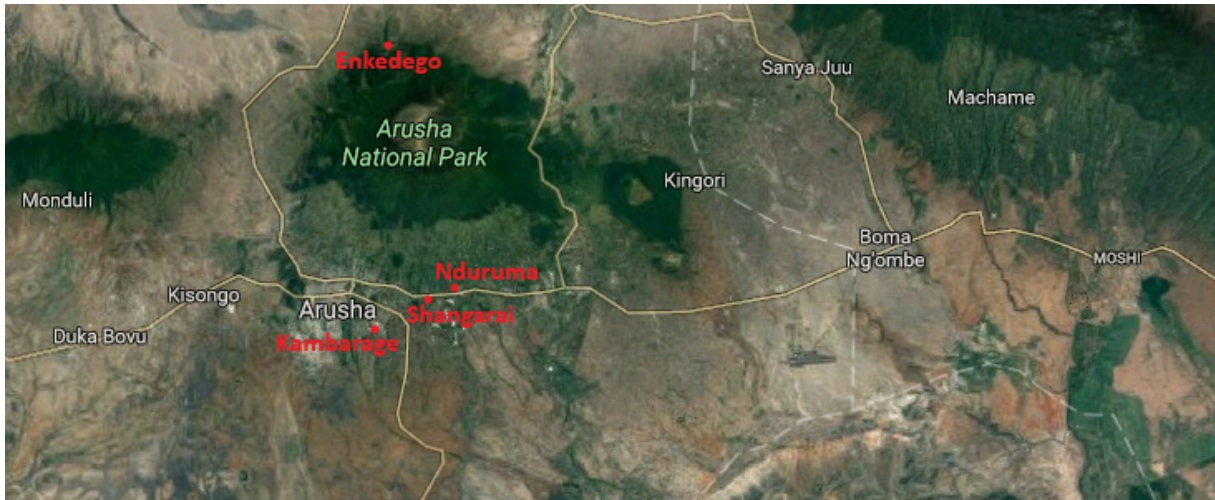 Enkedego
Sanya Juu
Machame
Arusha
National Park
Kingori
Monduli
Boma
Ng'ombe
MOSHI
Nduruma
Kisongo
Arusha
Shangarai
Duka Bovu
Kambarage